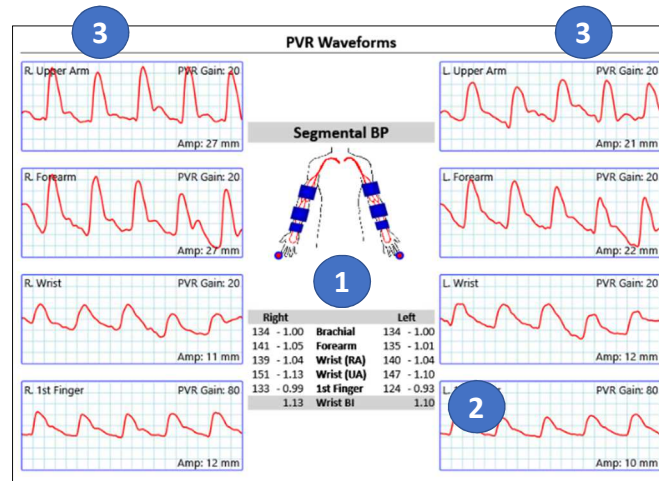 3
3
PVR Waveforms
R. Upper Arm PVR Gain: 20
Amp: 27 mm
L. Upper Arm PVR Gain: 20
Amp: 21 mm
Segmental BP
R. Forearm PVR Gain: 20
Amp: 27 mm
L. Forearm PVR Gain: 20
Amp: 22 mm
1
R. Wrist PVR Gain: 20
Amp: 11 mm
L. Wrist PVR Gain: 20
Amp: 12 mm
Right Left
134 - 1.00 Brachial 134 - 1.00
141 - 1.05 Forearm 135 - 1.01
139 - 1.04 Wrist (RA) 140 - 1.04
151 - 1.13 Wrist (UA) 147 - 1.10
133 - 0.99 1st Finger 124 - 0.93
1.13 Wrist BI 1.10
R. 1st Finger PVR Gain: 80
Amp: 12 mm
2
L. PVR Gain: 80
Amp: 10 mm